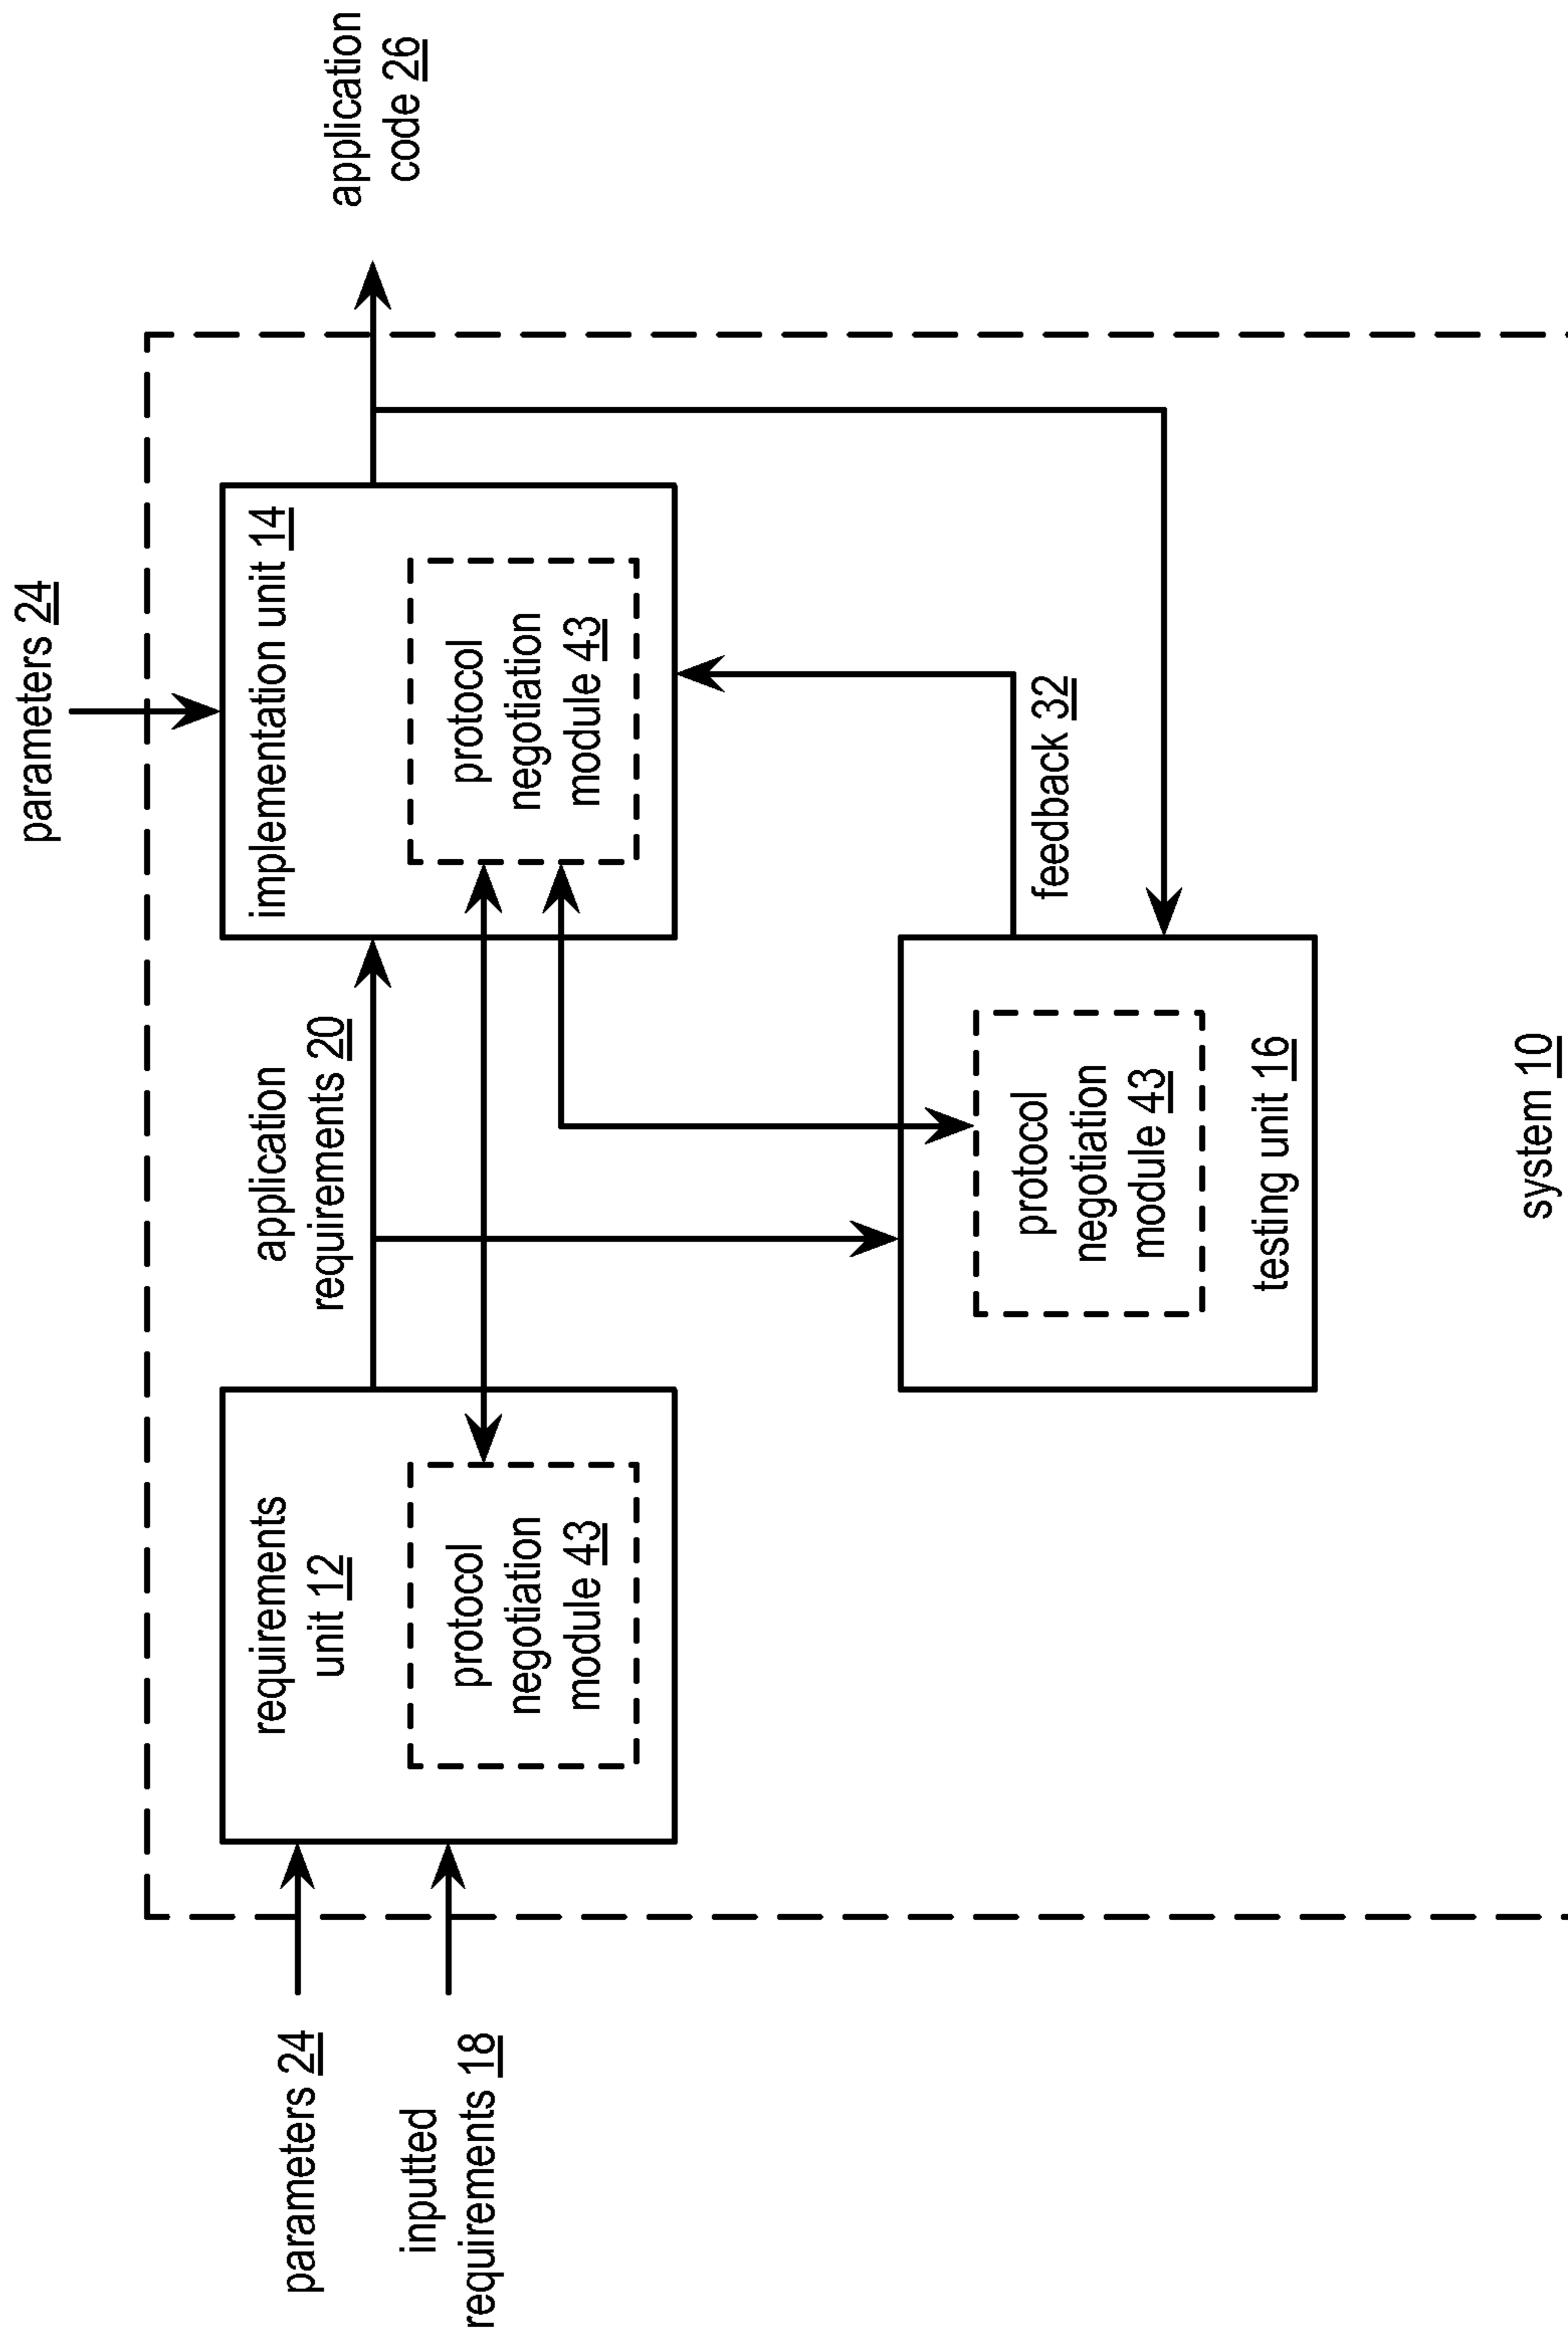 parameters 24
application
code 26
implementation unit 14
protocol
negotiation
module 43
application
requirements 20
requirements
unit 12
protocol
negotiation
module 43
parameters 24
inputted
requirements 18
feedback 32
protocol
negotiation
module 43
testing unit 16
system 10